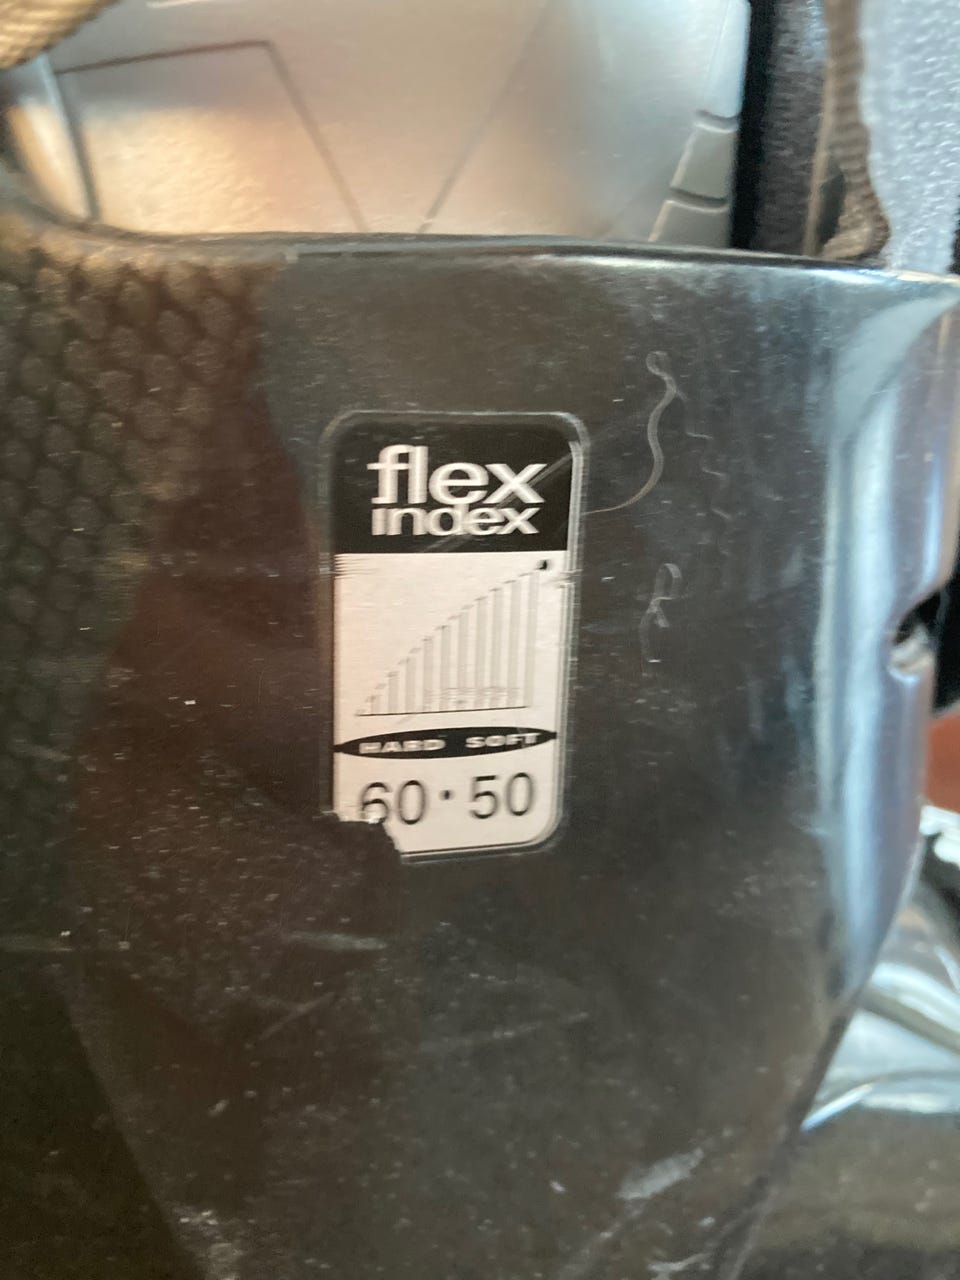 flex
index
HARD SOFT
60·50